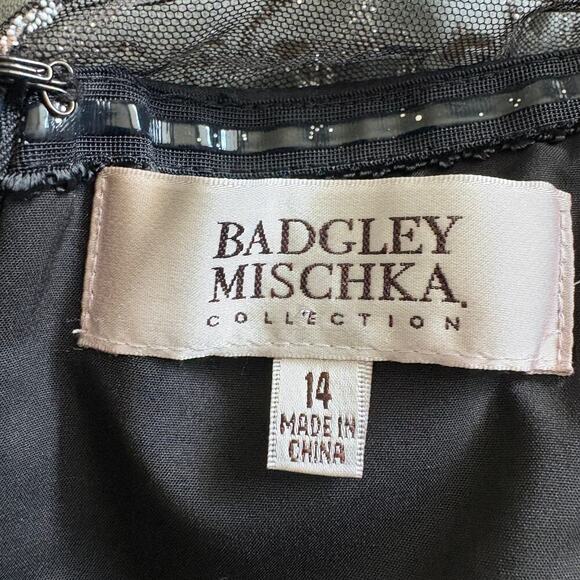 BADGLEY
MISCHKA.
COLLECTION
14
MADE IN
CHINA